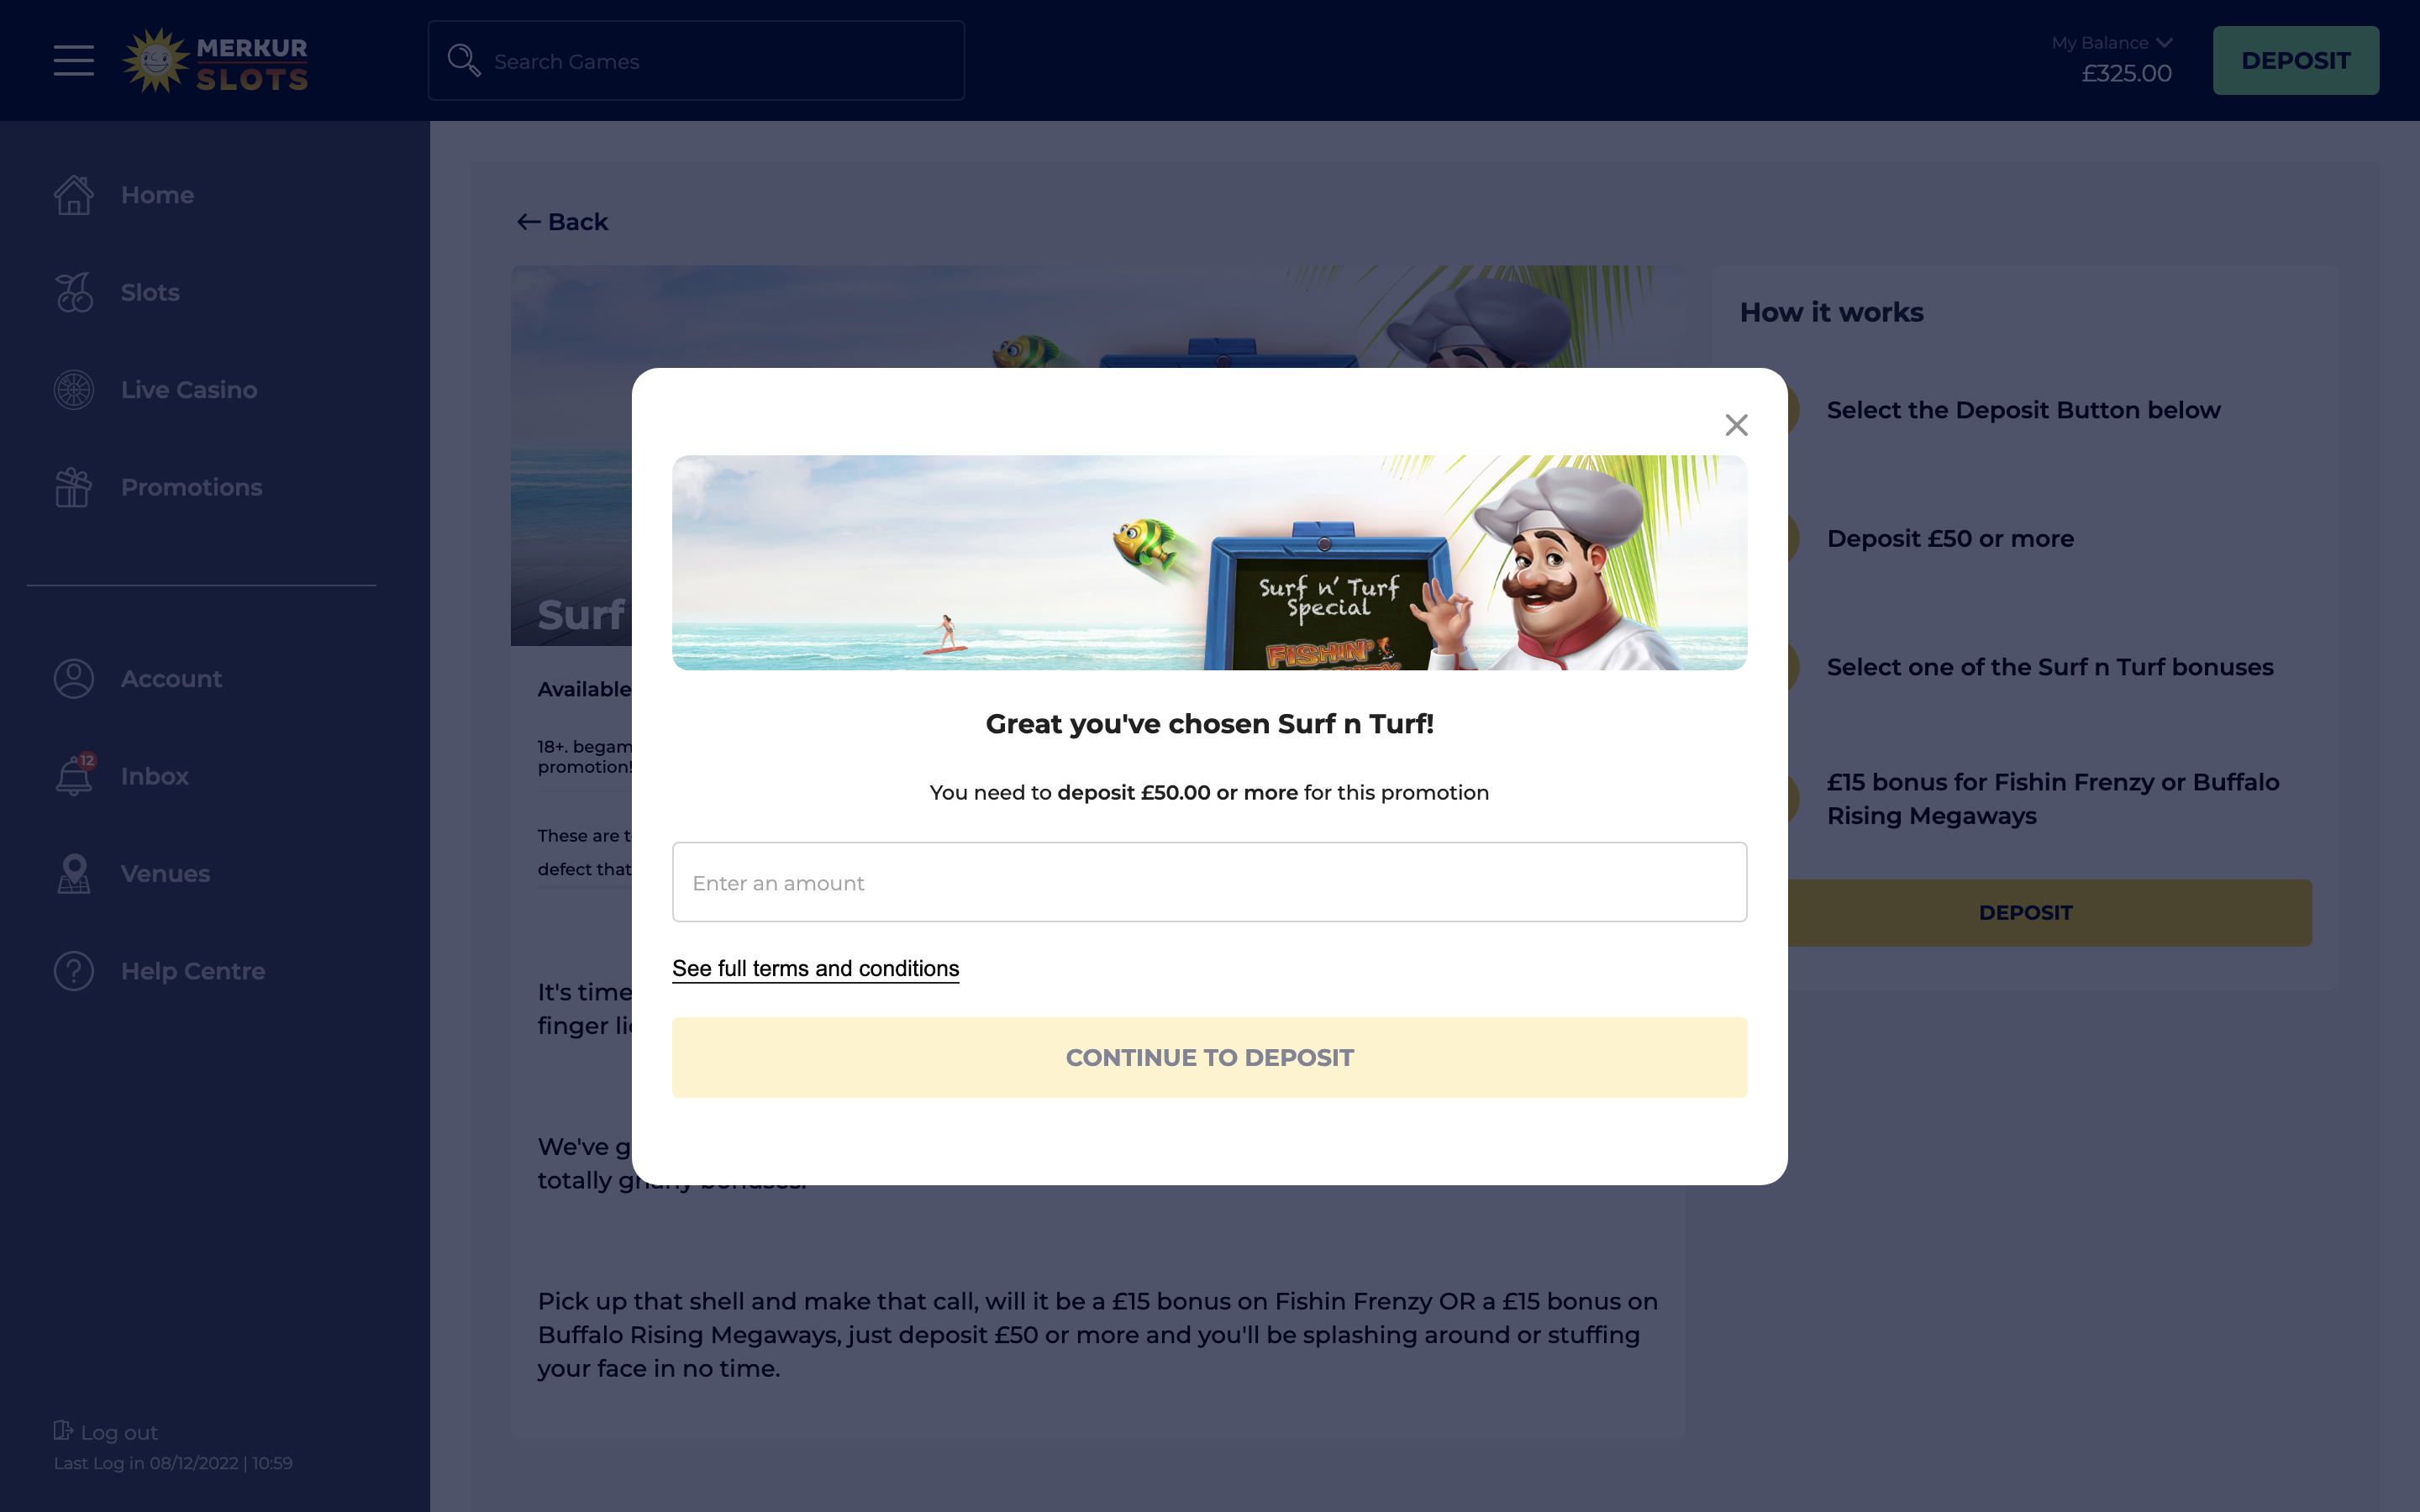 MERKUR
SLOTS
Search Games
My Balance
£325.00
DEPOSIT
Home
Slots
Live Casino
Promotions
Account
12
Inbox
Venues
Help Centre
Log out
Last Log in 08/12/2022 | 10:59
Back
Surf
Available
18+. begam
promotion!
These are t
defect that
It's time
finger li
We've g
totally gnarly bonuses.
Pick up that shell and make that call, will it be a £15 bonus on Fishin Frenzy OR a £15 bonus on
Buffalo Rising Megaways, just deposit £50 or more and you'll be splashing around or stuffing
your face in no time.
Surf n' Turf
Special
FISHIN'
Great you've chosen Surf n Turf!
You need to deposit £50.00 or more for this promotion
Enter an amount
See full terms and conditions
CONTINUE TO DEPOSIT
How it works
Select the Deposit Button below
Deposit £50 or more
Select one of the Surf n Turf bonuses
£15 bonus for Fishin Frenzy or Buffalo
Rising Megaways
DEPOSIT